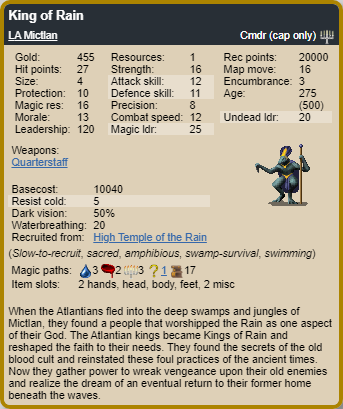 King of Rain
LA Mictlan Cmdr (cap only)
Gold: 455 Resources: 1 Rec points: 20000
Hit points: 27 Strength: 16 Map move: 16
Size: 4 Attack skill: 12 Encumbrance: 3
Protection: 10 Defence skill: 11 Age: 275
Magic res: 16 Precision: 8 (500)
Morale: 13 Combat speed: 12 Undead ldr: 20
Leadership: 120 Magic ldr: 25
Weapons:
Quarterstaff
Basecost: 10040
Resist cold: 5
Dark vision: 50%
Waterbreathing: 20
Recruited from: High Temple of the Rain
(Slow-to-recruit, sacred, amphibious, swamp-survival, swimming)
Magic paths: 3 2 3 ? 1 17
Item slots: 2 hands, head, body, feet, 2 misc
When the Atlantians fled into the deep swamps and jungles of
Mictlan, they found a people that worshipped the Rain as one aspect
of their God. The Atlantian kings became Kings of Rain and
reshaped the faith to their needs. They found the secrets of the old
blood cult and reinstated these foul practices of the ancient times.
Now they gather power to wreak vengeance upon their old enemies
and realize the dream of an eventual return to their former home
beneath the waves.